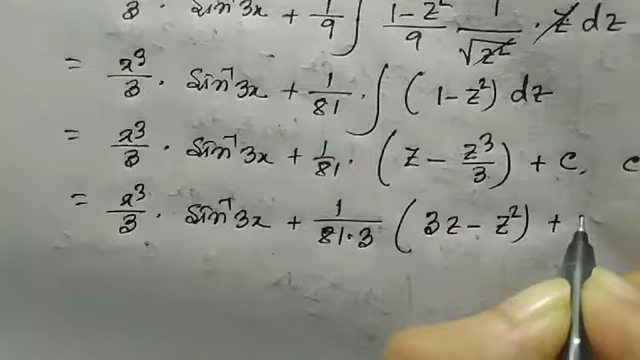 x³/3 · sin⁻¹3x + 1/9 ∫ (1-z²)/9 · 1/√z² · z dz
= x³/3 · sin⁻¹3x + 1/81 · ∫ (1-z²) dz
= x³/3 · sin⁻¹3x + 1/81 · (z - z³/3) + c, c
= x³/3 · sin⁻¹3x + 1/(81·3) (3z - z²) +